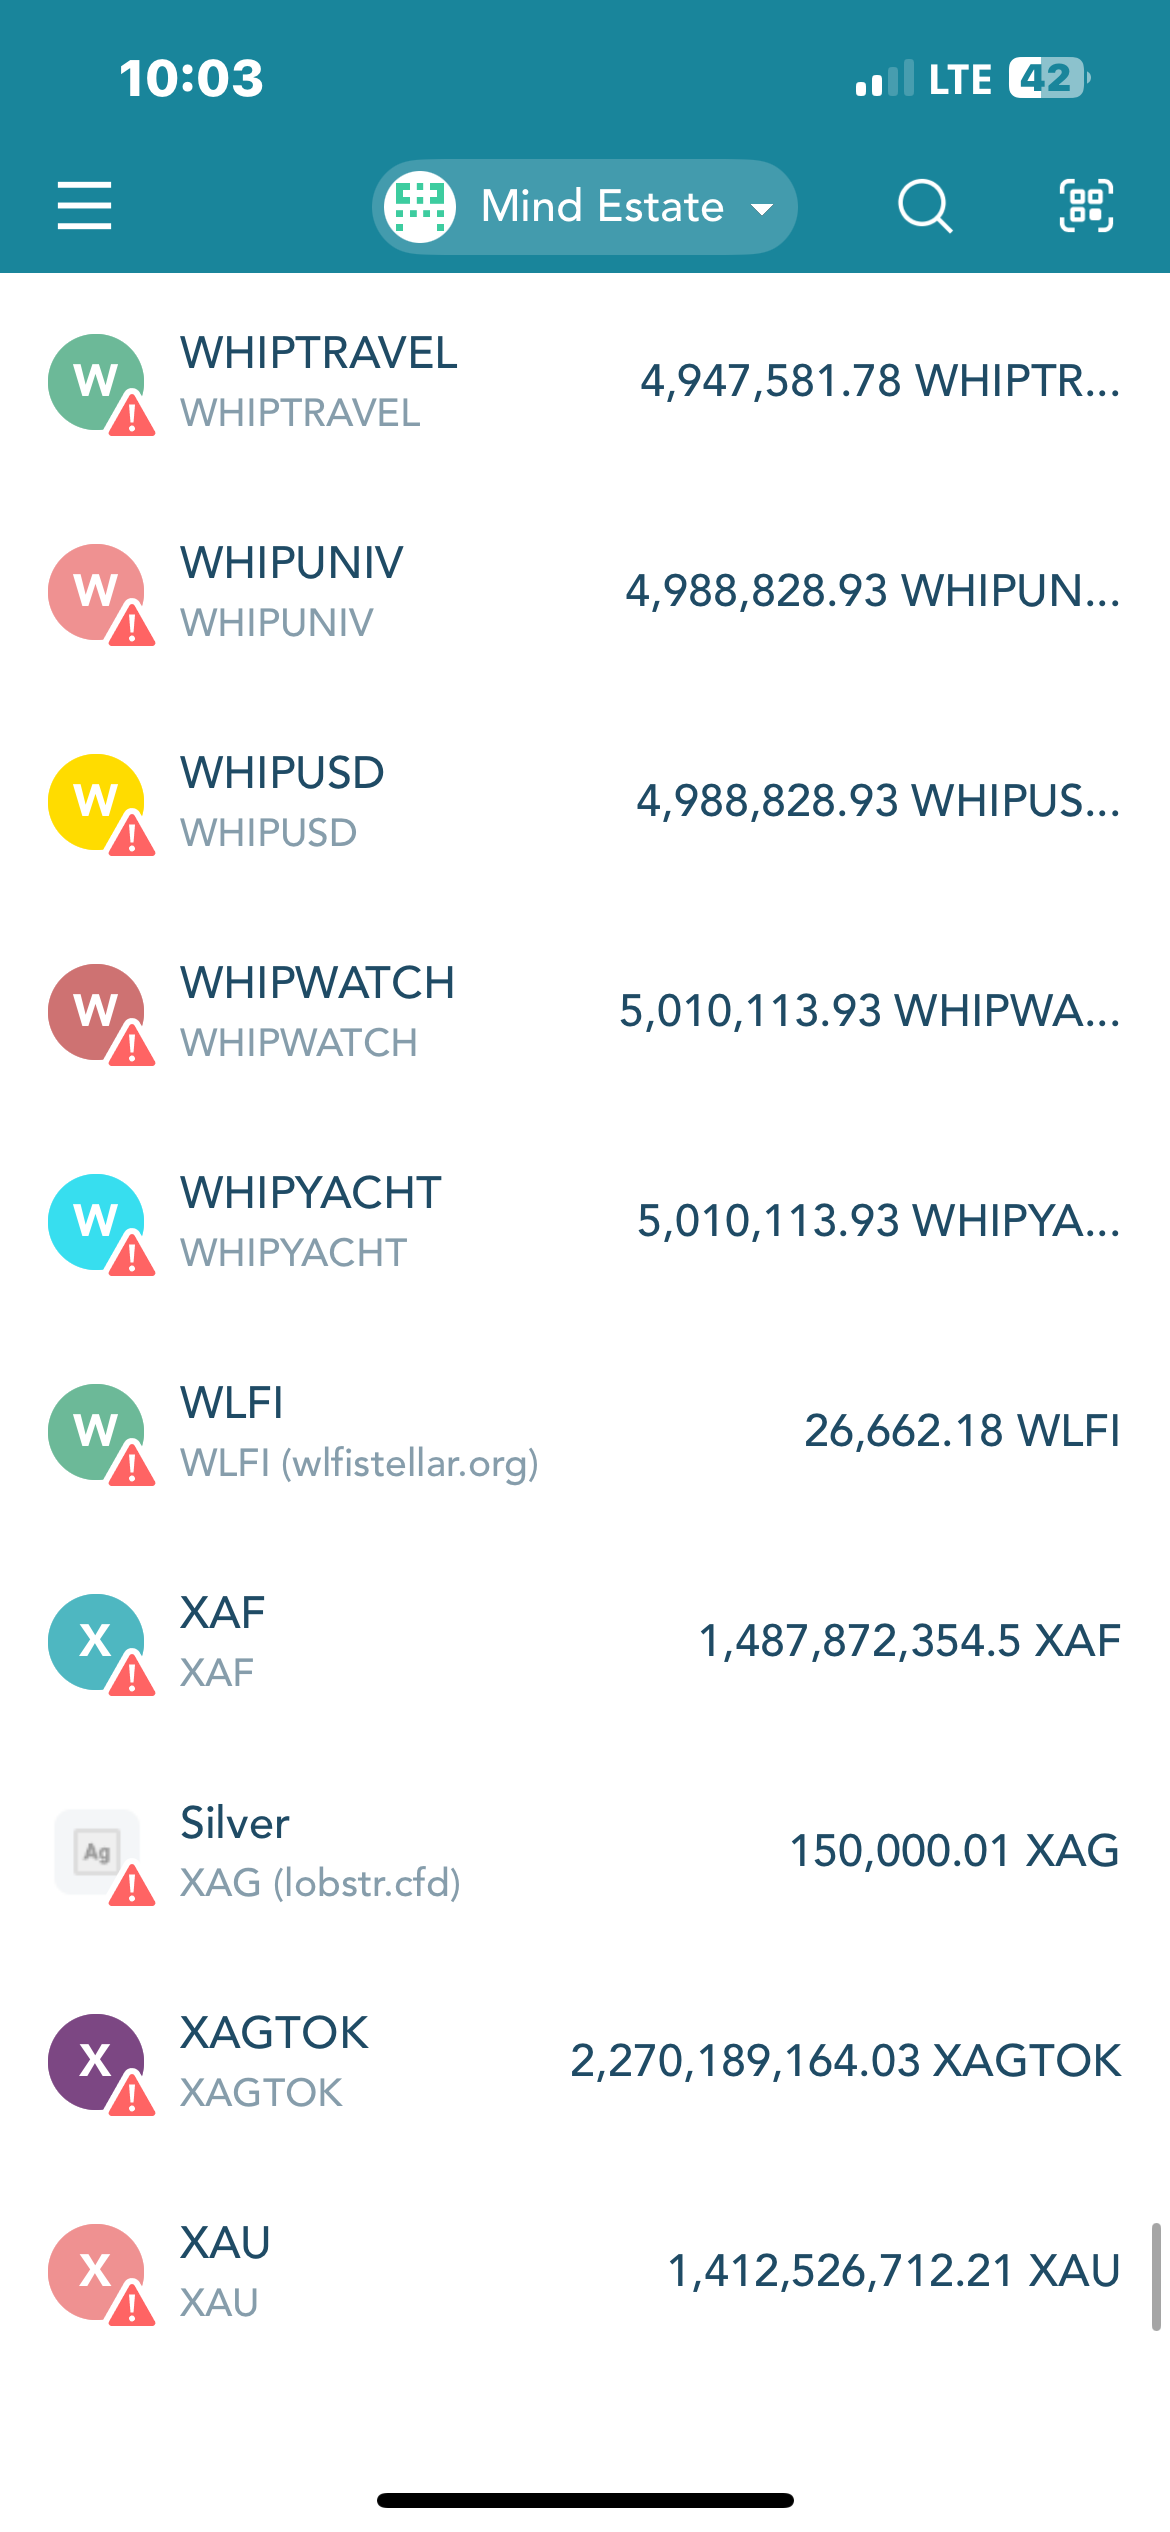 10:03 LTE 42
Mind Estate
W WHIPTRAVEL
WHIPTRAVEL
4,947,581.78 WHIPTR...
W WHIPUNIV
WHIPUNIV
4,988,828.93 WHIPUN...
W WHIPUSD
WHIPUSD
4,988,828.93 WHIPUS...
W WHIPWATCH
WHIPWATCH
5,010,113.93 WHIPWA...
W WHIPYACHT
WHIPYACHT
5,010,113.93 WHIPYA...
W WLFI
WLFI (wlfistellar.org)
26,662.18 WLFI
X XAF
XAF
1,487,872,354.5 XAF
Ag Silver
XAG (lobstr.cfd)
150,000.01 XAG
X XAGTOK
XAGTOK
2,270,189,164.03 XAGTOK
X XAU
XAU
1,412,526,712.21 XAU